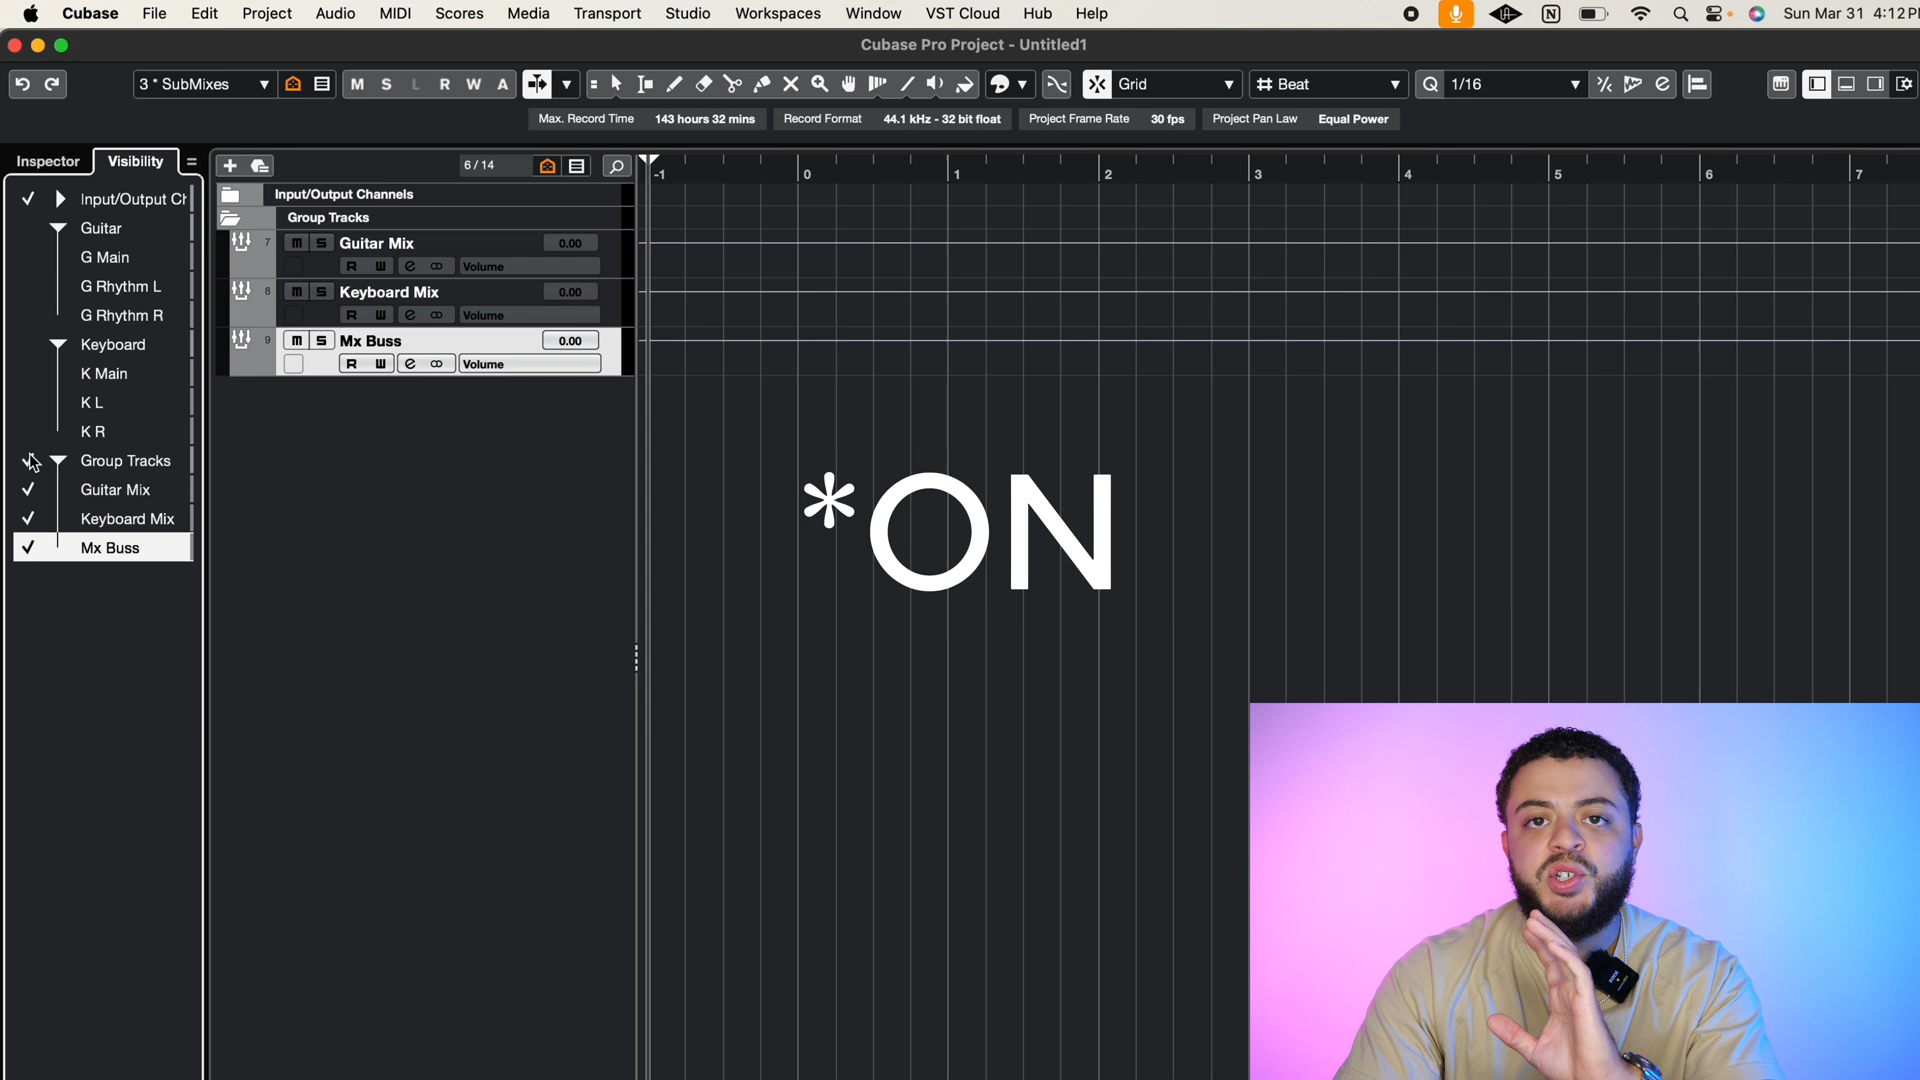 Cubase File Edit Project Audio MIDI Scores Media Transport Studio Workspaces Window VST Cloud Hub Help Sun Mar 31 4:12
Cubase Pro Project - Untitled1
3 * SubMixes M S L R W A Grid Beat Q 1/16
Max. Record Time 143 hours 32 mins Record Format 44.1 kHz - 32 bit float Project Frame Rate 30 fps Project Pan Law Equal Power
Inspector Visibility 6 / 14
-1 0 1 2 3 4 5 6 7
Input/Output Ch
Guitar
G Main
G Rhythm L
G Rhythm R
Keyboard
K Main
K L
K R
Group Tracks
Guitar Mix
Keyboard Mix
Mx Buss
Input/Output Channels
Group Tracks
7 m S Guitar Mix 0.00
R W e Volume
8 m S Keyboard Mix 0.00
R W e Volume
9 m S Mx Buss 0.00
R W e Volume
*ON